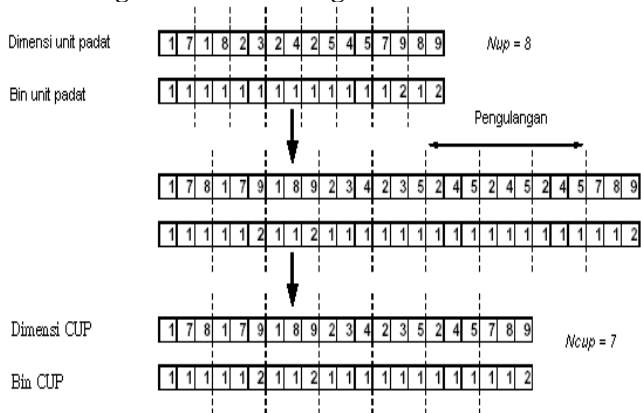 Dimensi unit padat 1 7 1 8 2 3 2 4 2 5 4 5 7 9 8 9 Nup = 8
Bin unit padat 1 1 1 1 1 1 1 1 1 1 1 1 1 2 1 2
Pengulangan
1 7 8 1 7 9 1 8 9 2 3 4 2 3 5 2 4 5 2 4 5 2 4 5 7 8 9
1 1 1 1 1 2 1 1 2 1 1 1 1 1 1 1 1 1 1 1 1 1 1 1 1 1 2
Dimensi CUP 1 7 8 1 7 9 1 8 9 2 3 4 2 3 5 2 4 5 7 8 9
Ncup = 7
Bin CUP 1 1 1 1 1 2 1 1 2 1 1 1 1 1 1 1 1 1 1 1 2